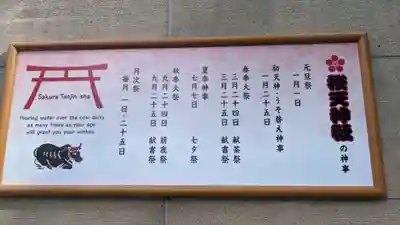 桜天神社の神事
元旦祭
一月一日
初天神・うそ替え神事
一月二十五日
春季大祭
三月二十四日 献茶祭
三月二十五日 献書祭
夏季神事
七月七日 七夕祭
秋季大祭
九月二十四日 前夜祭
九月二十五日 献書祭
月次祭
毎月 一日・二十五日
Sakura Tenjin-sha
Pouring water over the cow deity
as many times as your age
will grant you your wishes.